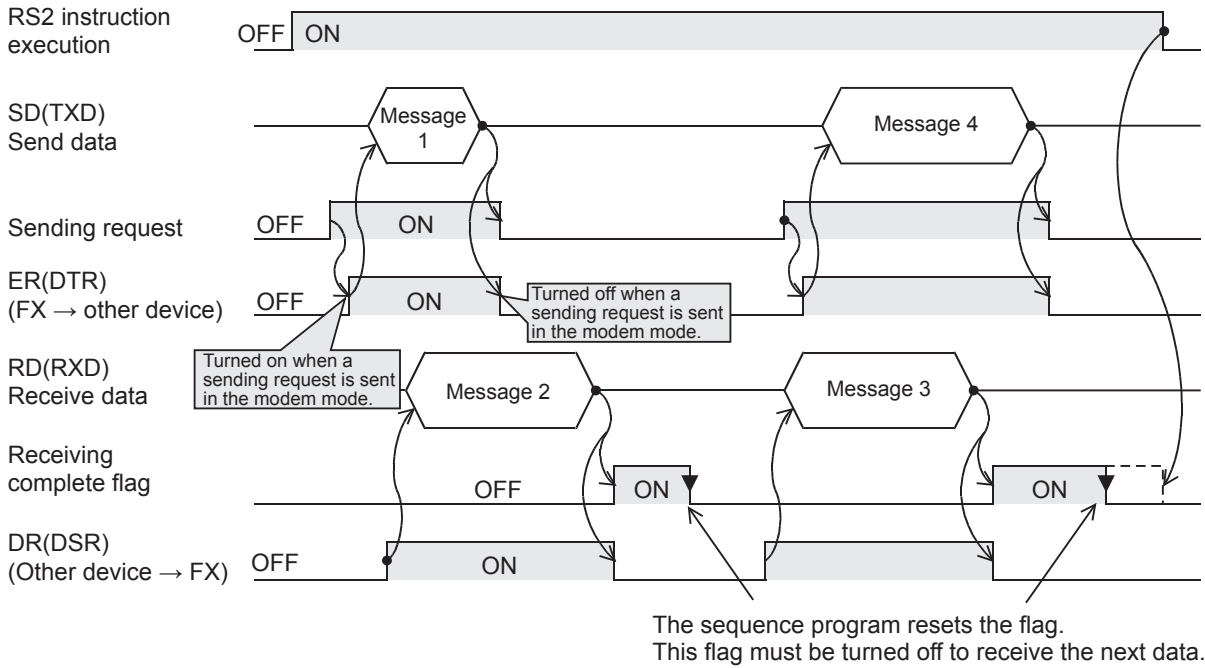 RS2 instruction
execution
OFF
ON
SD(TXD)
Send data
Message
1
Message 4
Sending request
OFF
ON
ER(DTR)
(FX → other device)
OFF
ON
Turned off when a
sending request is sent
in the modem mode.
Turned on when a
sending request is sent
in the modem mode.
RD(RXD)
Receive data
Message 2
Message 3
Receiving
complete flag
OFF
ON
ON
DR(DSR)
(Other device → FX)
OFF
ON
The sequence program resets the flag.
This flag must be turned off to receive the next data.